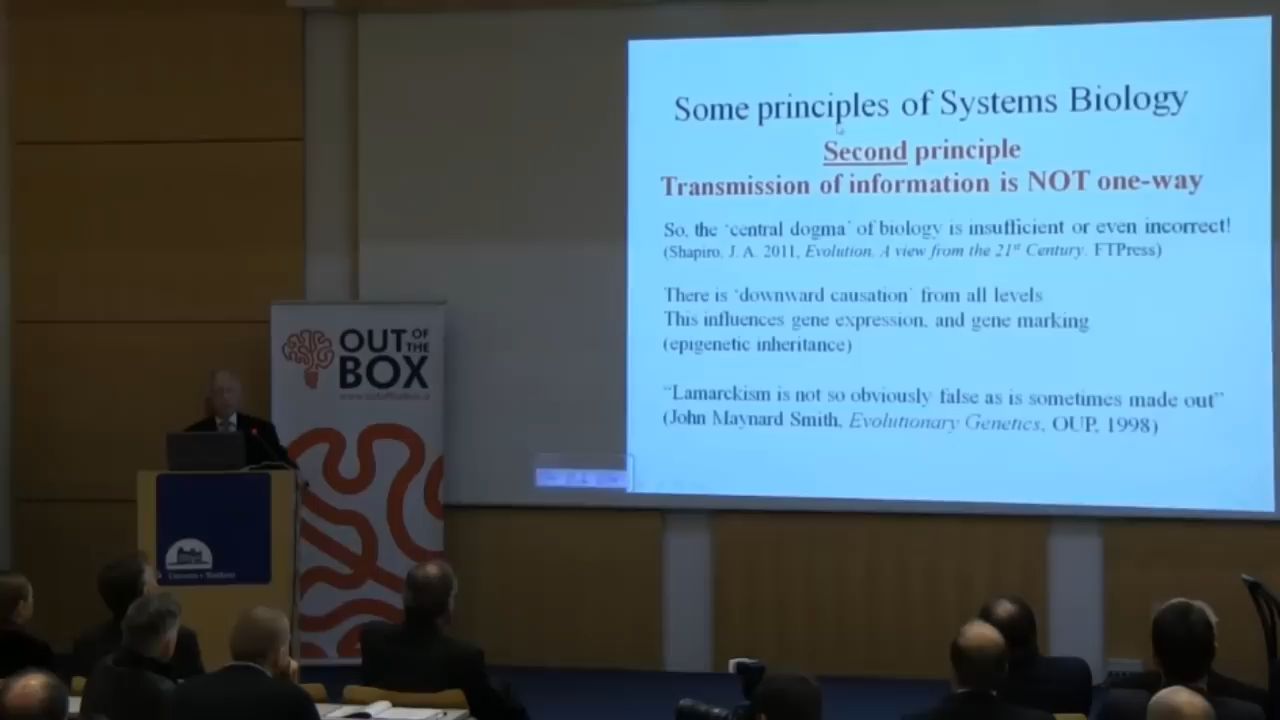 Some principles of Systems Biology
Second principle
Transmission of information is NOT one-way
So, the 'central dogma' of biology is insufficient or even incorrect!
(Shapiro, J. A. 2011, Evolution. A view from the 21st Century. FTPress)
There is 'downward causation' from all levels
This influences gene expression, and gene marking
(epigenetic inheritance)
"Lamarckism is not so obviously false as is sometimes made out"
(John Maynard Smith, Evolutionary Genetics, OUP, 1998)
OUT OF THE
BOX